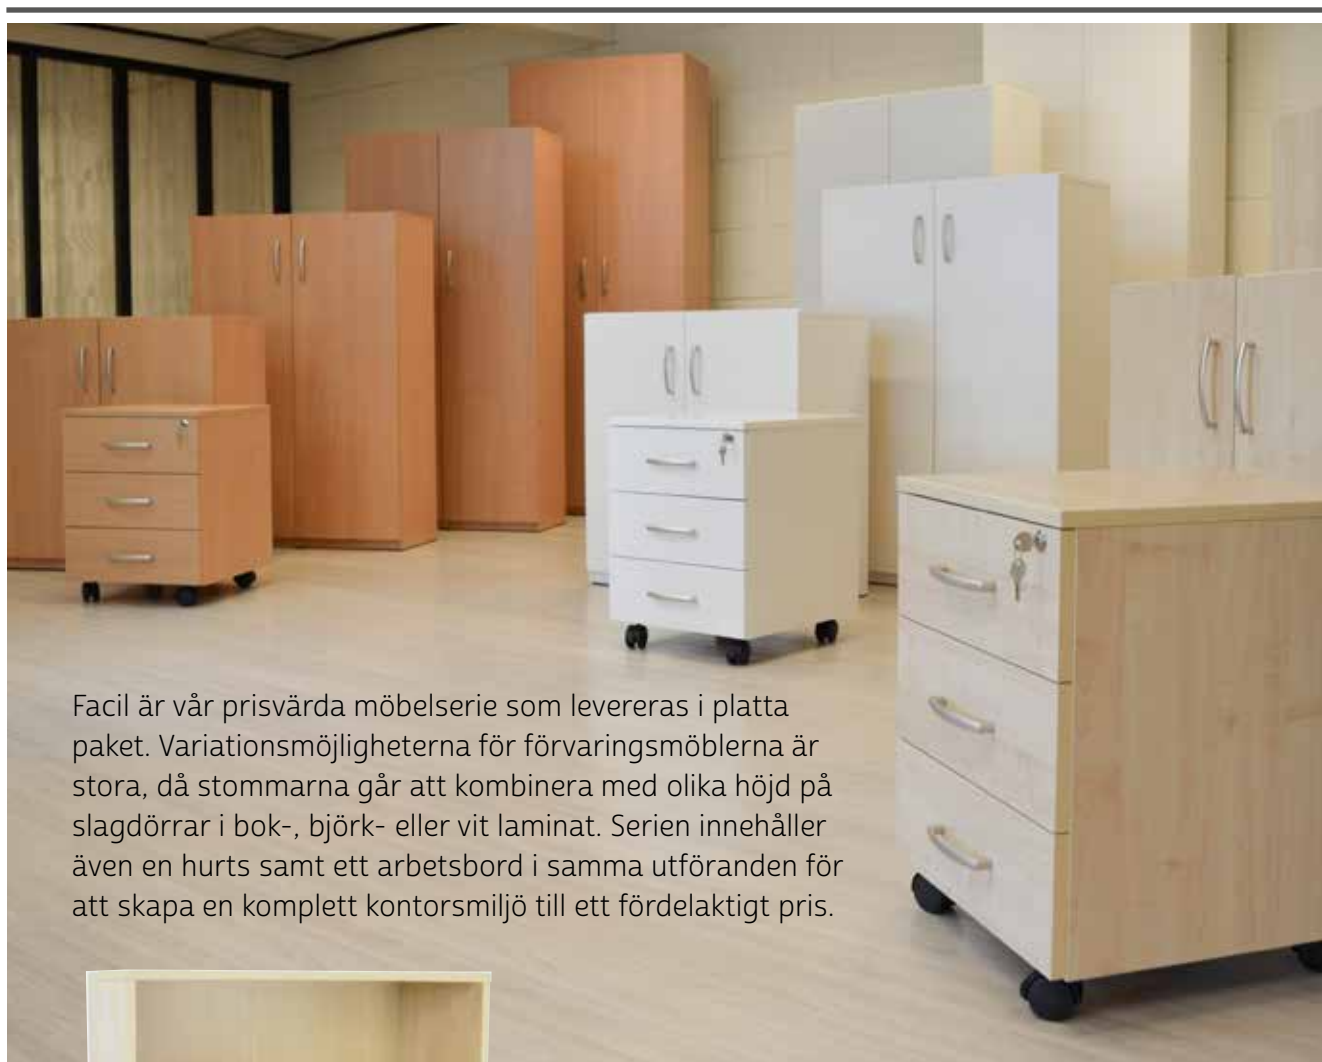 Facil är vår prisvärda möbelserie som levereras i platta
paket. Variationsmöjligheterna för förvaringsmöblerna är
stora, då stommarna går att kombinera med olika höjd på
slagdörrar i bok-, björk- eller vit laminat. Serien innehåller
även en hurts samt ett arbetsbord i samma utföranden för
att skapa en komplett kontorsmiljö till ett fördelaktigt pris.